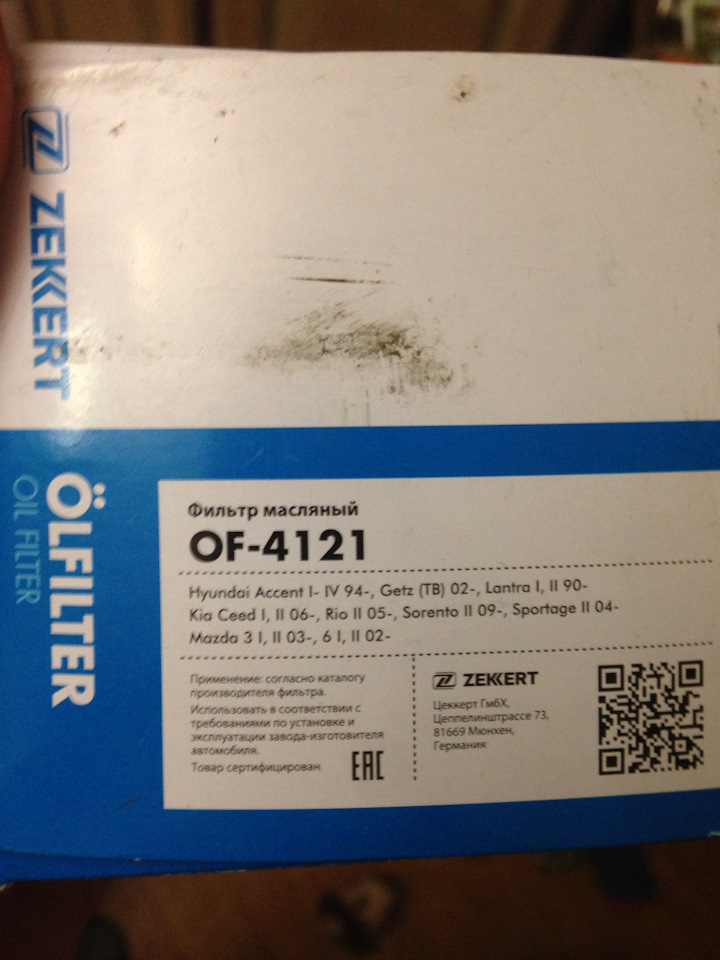 ZEKKERT
ÖLFILTER
OIL FILTER
Фильтр масляный
OF-4121
Hyundai Accent I- IV 94-, Getz (TB) 02-, Lantra I, II 90-
Kia Ceed I, II 06-, Rio II 05-, Sorento II 09-, Sportage II 04-
Mazda 3 I, II 03-, 6 I, II 02-
Применение: согласно каталогу
производителя фильтра.
Использовать в соответствии с
требованиями по установке и
эксплуатации завода-изготовителя
автомобиля.
Товар сертифицирован
EAC
ZEKKERT
Цеккерт ГмбХ,
Цеппелинштрассе 73,
81669 Мюнхен,
Германия